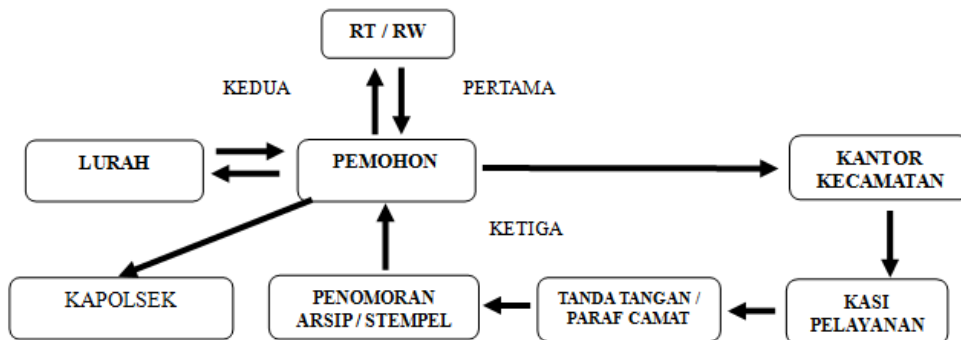 RT / RW
KEDUA
PERTAMA
LURAH
PEMOHON
KANTOR
KECAMATAN
KETIGA
KAPOLSEK
PENOMORAN
ARSIP / STEMPEL
TANDA TANGAN /
PARAF CAMAT
KASI
PELAYANAN